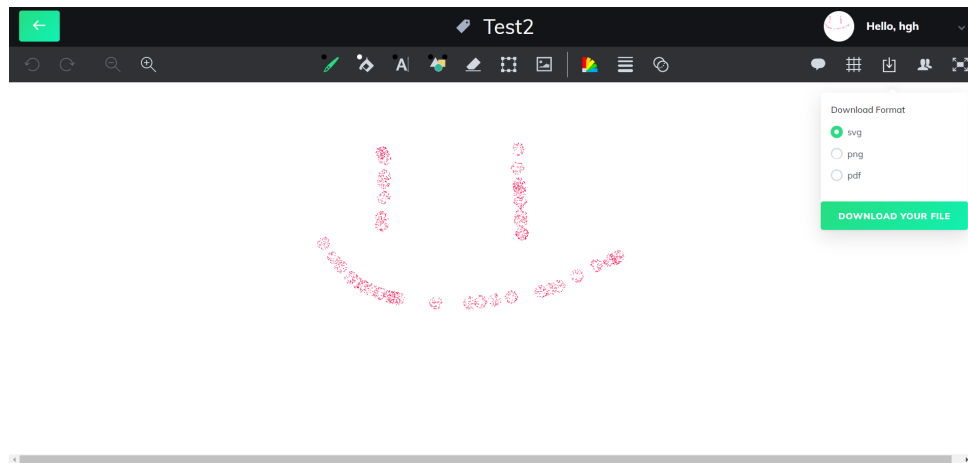 Test2
Hello, hgh
A
Download Format
svg
png
pdf
DOWNLOAD YOUR FILE